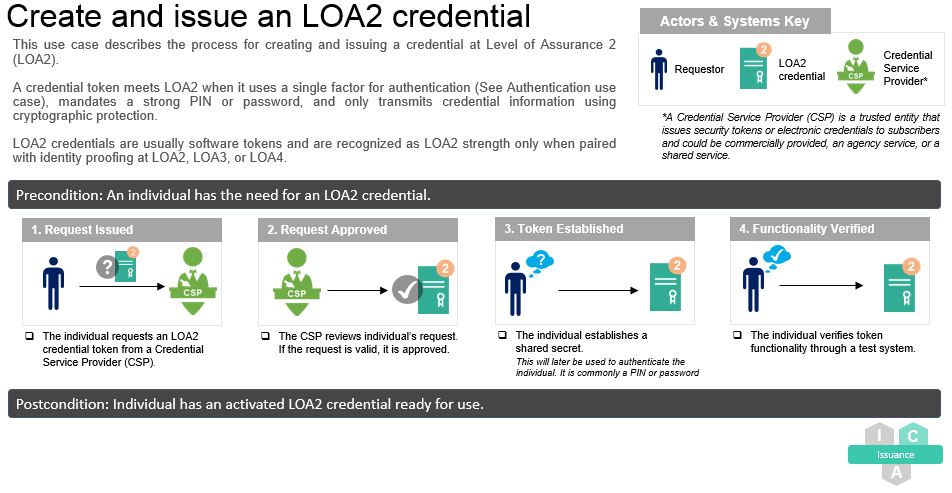 Create and issue an LOA2 credential
This use case describes the process for creating and issuing a credential at Level of Assurance 2
(LOA2).
A credential token meets LOA2 when it uses a single factor for authentication (See Authentication use
case), mandates a strong PIN or password, and only transmits credential information using
cryptographic protection.
LOA2 credentials are usually software tokens and are recognized as LOA2 strength only when paired
with identity proofing at LOA2, LOA3, or LOA4.
Actors & Systems Key
Requestor
2
LOA2
credential
CSP
Credential
Service
Provider*
*A Credential Service Provider (CSP) is a trusted entity that
issues security tokens or electronic credentials to subscribers
and could be commercially provided, an agency service, or a
shared service.
Precondition: An individual has the need for an LOA2 credential.
1. Request Issued
?
2
CSP
The individual requests an LOA2
credential token from a Credential
Service Provider (CSP).
2. Request Approved
CSP
2
The CSP reviews individual's request.
If the request is valid, it is approved.
3. Token Established
?
2
The individual establishes a
shared secret.
This will later be used to authenticate the
individual. It is commonly a PIN or password
4. Functionality Verified
2
The individual verifies token
functionality through a test system.
Postcondition: Individual has an activated LOA2 credential ready for use.
I C
Issuance
A